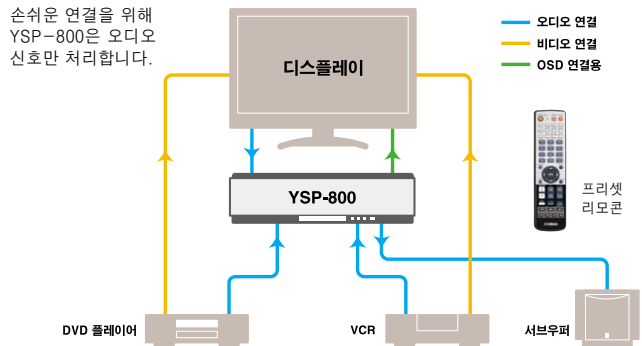 손쉬운 연결을 위해
YSP-800은 오디오
신호만 처리합니다.
오디오 연결
비디오 연결
OSD 연결용
디스플레이
YSP-800
프리셋
리모콘
DVD 플레이어
VCR
서브우퍼